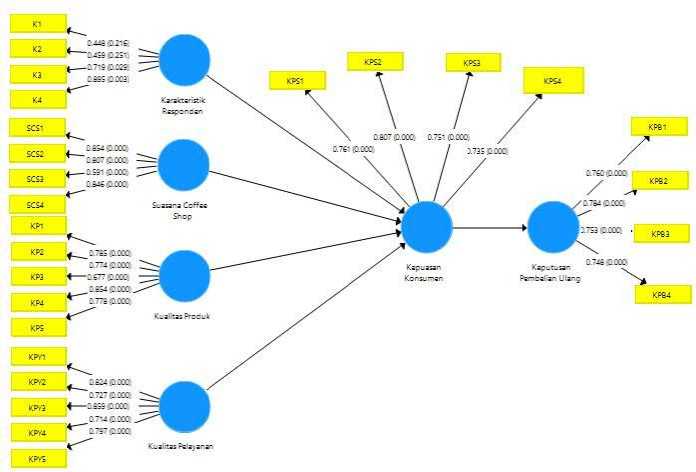 K1
K2
K3
K4
0.448 (0.216)
0.459 (0.251)
0.719 (0.029)
0.895 (0.003)
Karakteristik
Responden
SCS1
SCS2
SCS3
SCS4
0.854 (0.000)
0.807 (0.000)
0.591 (0.000)
0.846 (0.000)
Suasana Coffee
Shop
KP1
KP2
KP3
KP4
KP5
0.785 (0.000)
0.774 (0.000)
0.677 (0.000)
0.854 (0.000)
0.778 (0.000)
Kualitas Produk
KPY1
KPY2
KPY3
KPY4
KPY5
0.824 (0.000)
0.727 (0.000)
0.859 (0.000)
0.714 (0.000)
0.797 (0.000)
Kualitas Pelayanan
KPS1
KPS2
KPS3
KPS4
0.761 (0.000)
0.807 (0.000)
0.751 (0.000)
0.735 (0.000)
Kepuasan
Konsumen
KPB1
KPB2
KPB3
KPB4
0.760 (0.000)
0.784 (0.000)
0.753 (0.000)
0.748 (0.000)
Keputusan
Pembelian Ulang